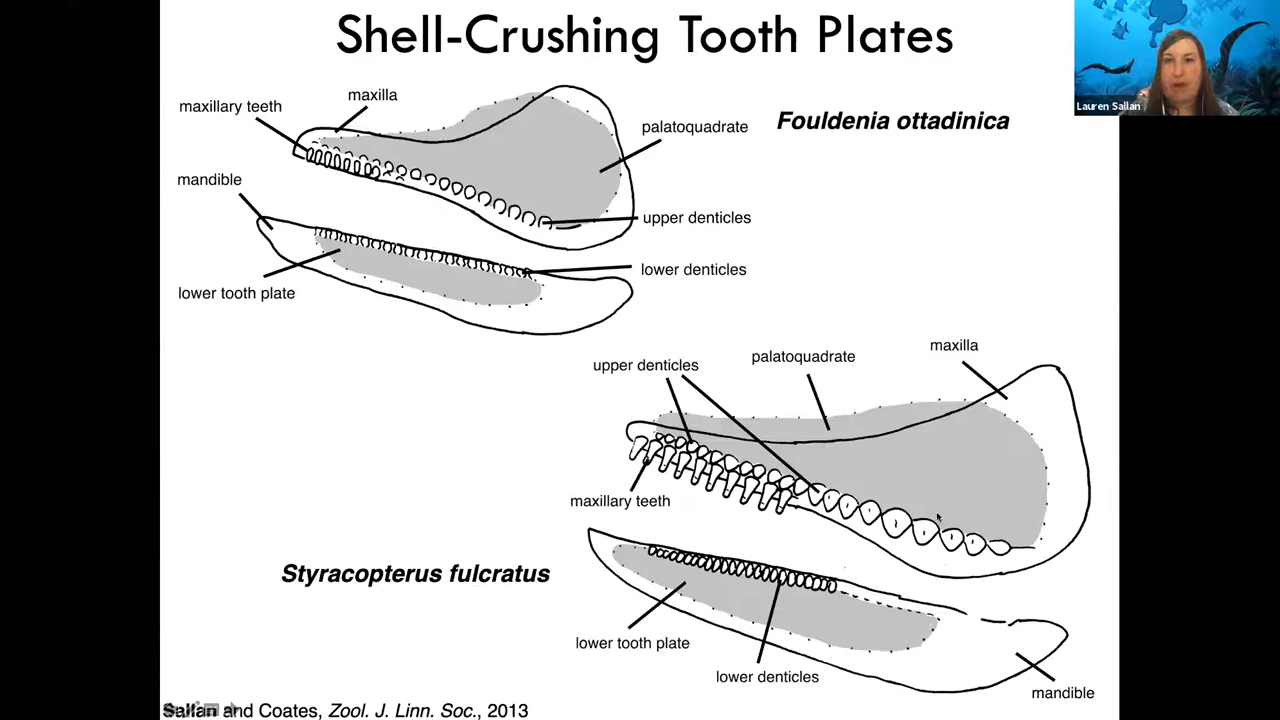 Shell-Crushing Tooth Plates
Lauren Sallan
maxillary teeth
maxilla
palatoquadrate
Fouldenia ottadinica
mandible
upper denticles
lower denticles
lower tooth plate
upper denticles
palatoquadrate
maxilla
maxillary teeth
Styracopterus fulcratus
lower tooth plate
lower denticles
mandible
Sallan and Coates, Zool. J. Linn. Soc., 2013